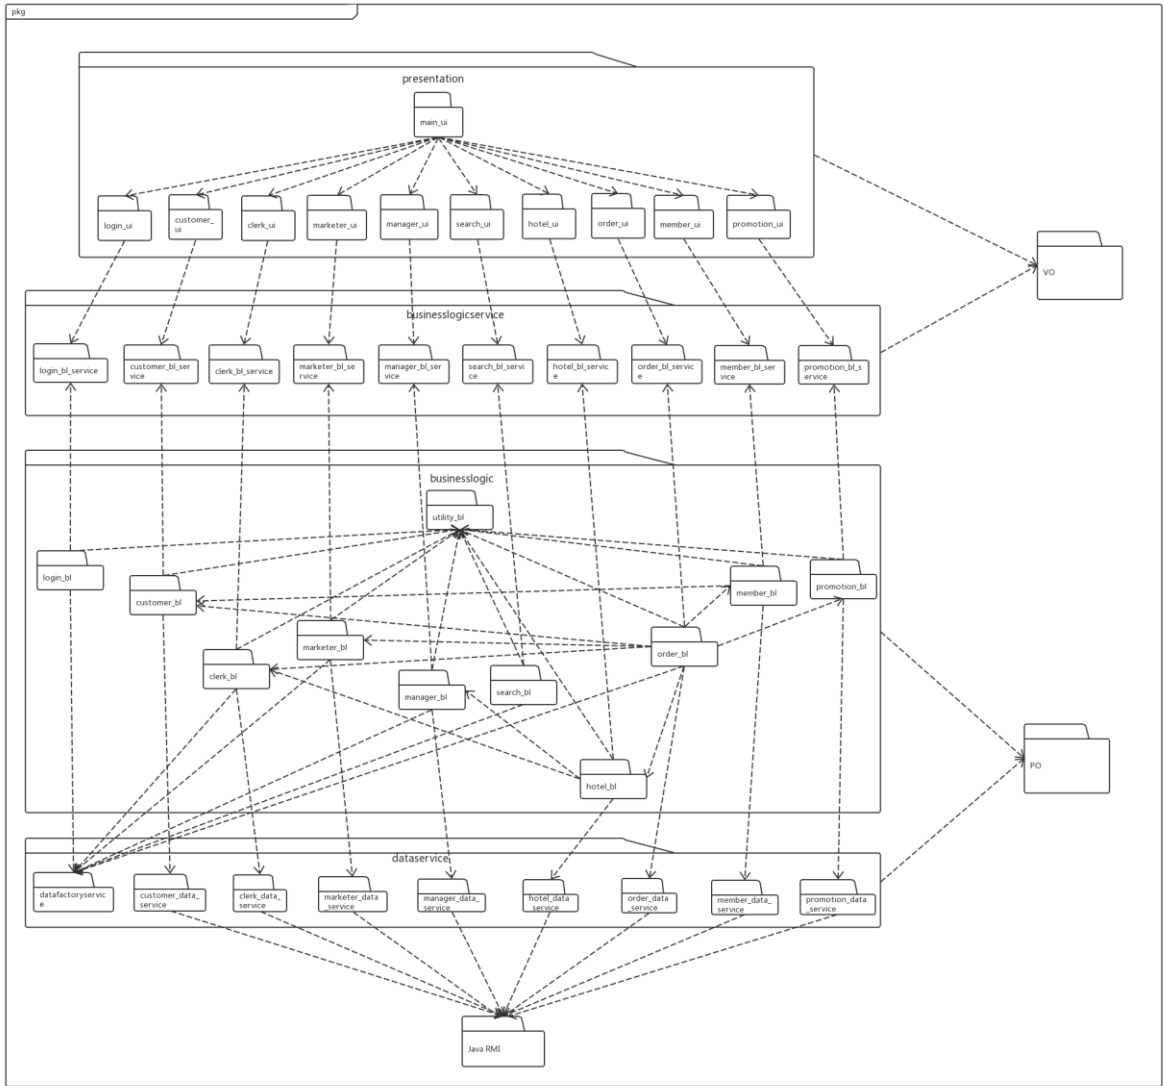 pkg
presentation
main_ui
login_ui
customer_
ui
clerk_ui
marketer_ui
manager_ui
search_ui
hotel_ui
order_ui
member_ui
promotion_ui
VO
businesslogicservice
login_bl_service
customer_bl_ser
vice
clerk_bl_service
marketer_bl_se
rvice
manager_bl_ser
vice
search_bl_servi
ce
hotel_bl_servic
e
order_bl_servic
e
member_bl_ser
vice
promotion_bl_s
ervice
businesslogic
utility_bl
login_bl
customer_bl
member_bl
promotion_bl
marketer_bl
order_bl
clerk_bl
manager_bl
search_bl
hotel_bl
PO
dataservice
datafactoryservic
e
customer_data_
service
clerk_data_
service
marketer_data
_service
manager_data_
service
hotel_data
_service
order_data
_service
member_data_
service
promotion_data
_service
Java RMI